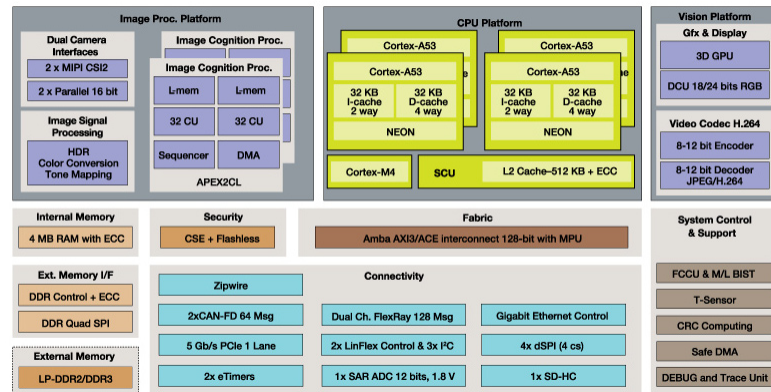 Image Proc. Platform
Dual Camera
Interfaces
2 x MIPI CSI2
2 x Parallel 16 bit
Image Signal
Processing
HDR
Color Conversion
Tone Mapping
Image Cognition Proc.
Image Cognition Proc.
L-mem
L-mem
32 CU
32 CU
Sequencer
DMA
APEX2CL
CPU Platform
Cortex-A53
Cortex-A53
32 KB
I-cache
2 way
32 KB
D-cache
4 way
NEON
Cortex-A53
Cortex-A53
32 KB
I-cache
2 way
32 KB
D-cache
4 way
NEON
Cortex-M4
SCU
L2 Cache–512 KB + ECC
Vision Platform
Gfx & Display
3D GPU
DCU 18/24 bits RGB
Video Codec H.264
8-12 bit Encoder
8-12 bit Decoder
JPEG/H.264
Internal Memory
4 MB RAM with ECC
Security
CSE + Flashless
Fabric
Amba AXI3/ACE interconnect 128-bit with MPU
Ext. Memory I/F
DDR Control + ECC
DDR Quad SPI
External Memory
LP-DDR2/DDR3
Connectivity
Zipwire
2xCAN-FD 64 Msg
Dual Ch. FlexRay 128 Msg
Gigabit Ethernet Control
5 Gb/s PCIe 1 Lane
2x LinFlex Control & 3x I²C
4x dSPI (4 cs)
2x eTimers
1x SAR ADC 12 bits, 1.8 V
1x SD-HC
System Control
& Support
FCCU & M/L BIST
T-Sensor
CRC Computing
Safe DMA
DEBUG and Trace Unit